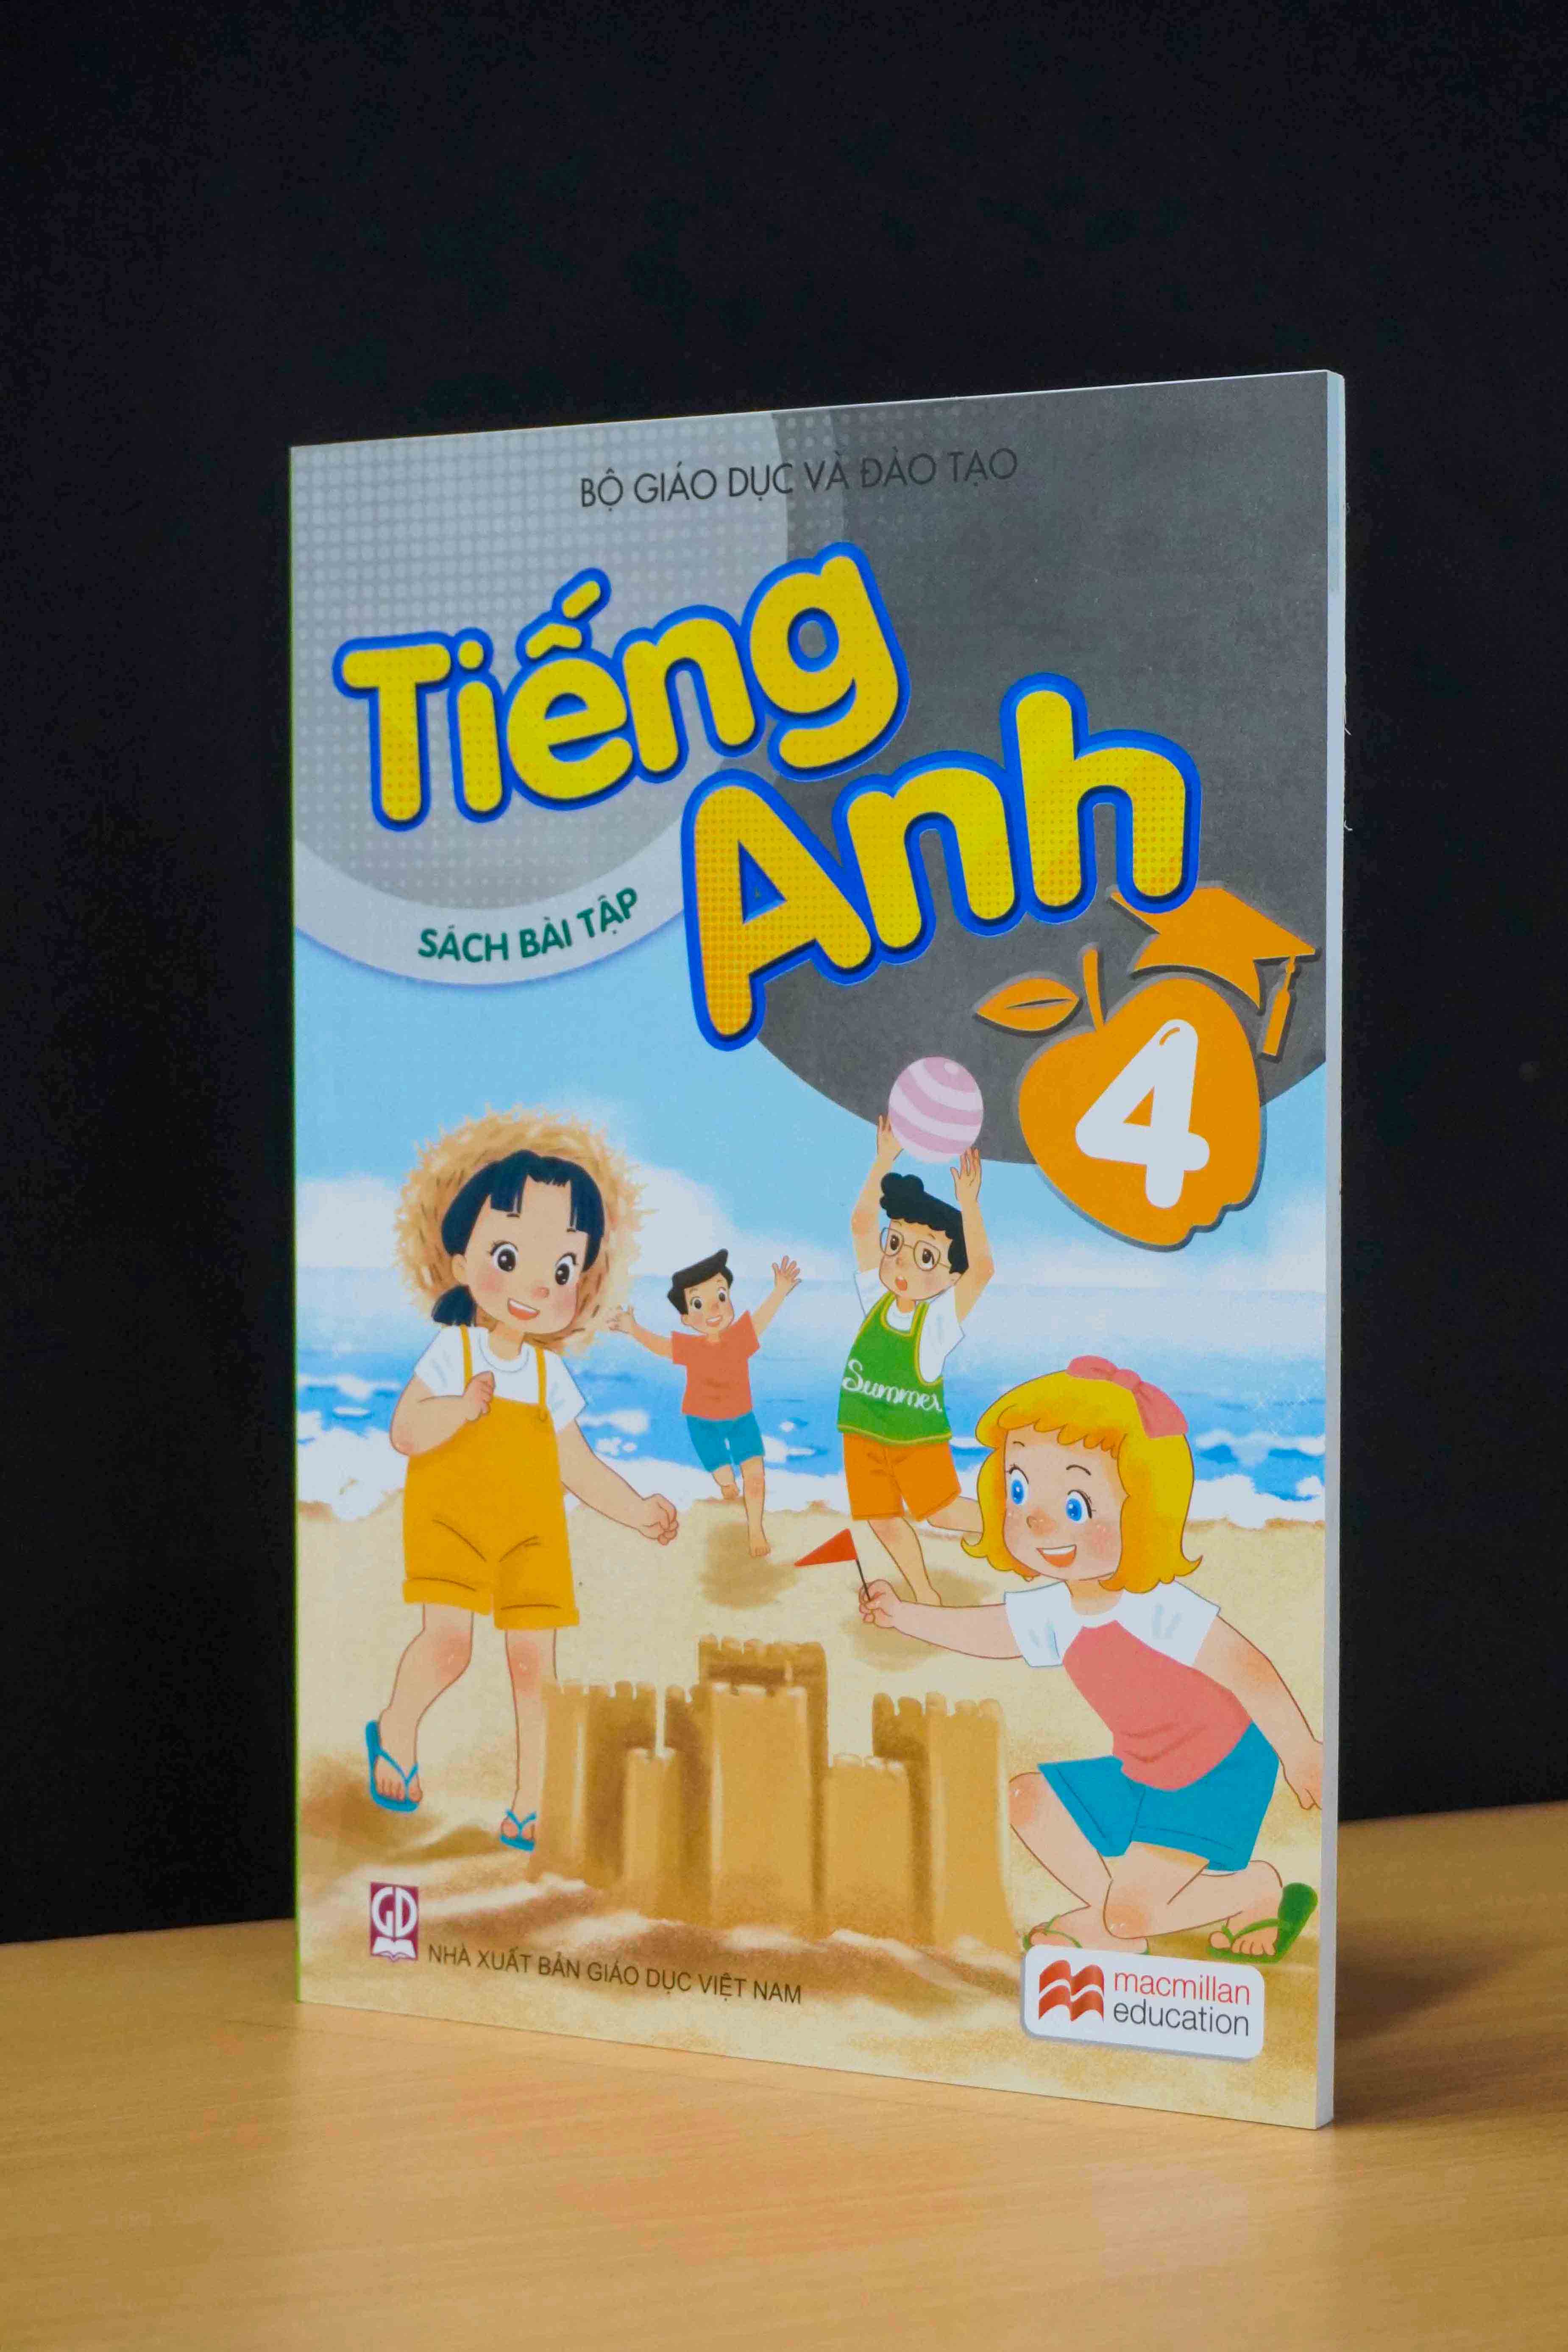 BỘ GIÁO DỤC VÀ ĐÀO TẠO
Tiếng
Anh
SÁCH BÀI TẬP
4
Summer
GD
NHÀ XUẤT BẢN GIÁO DỤC VIỆT NAM
macmillan
education